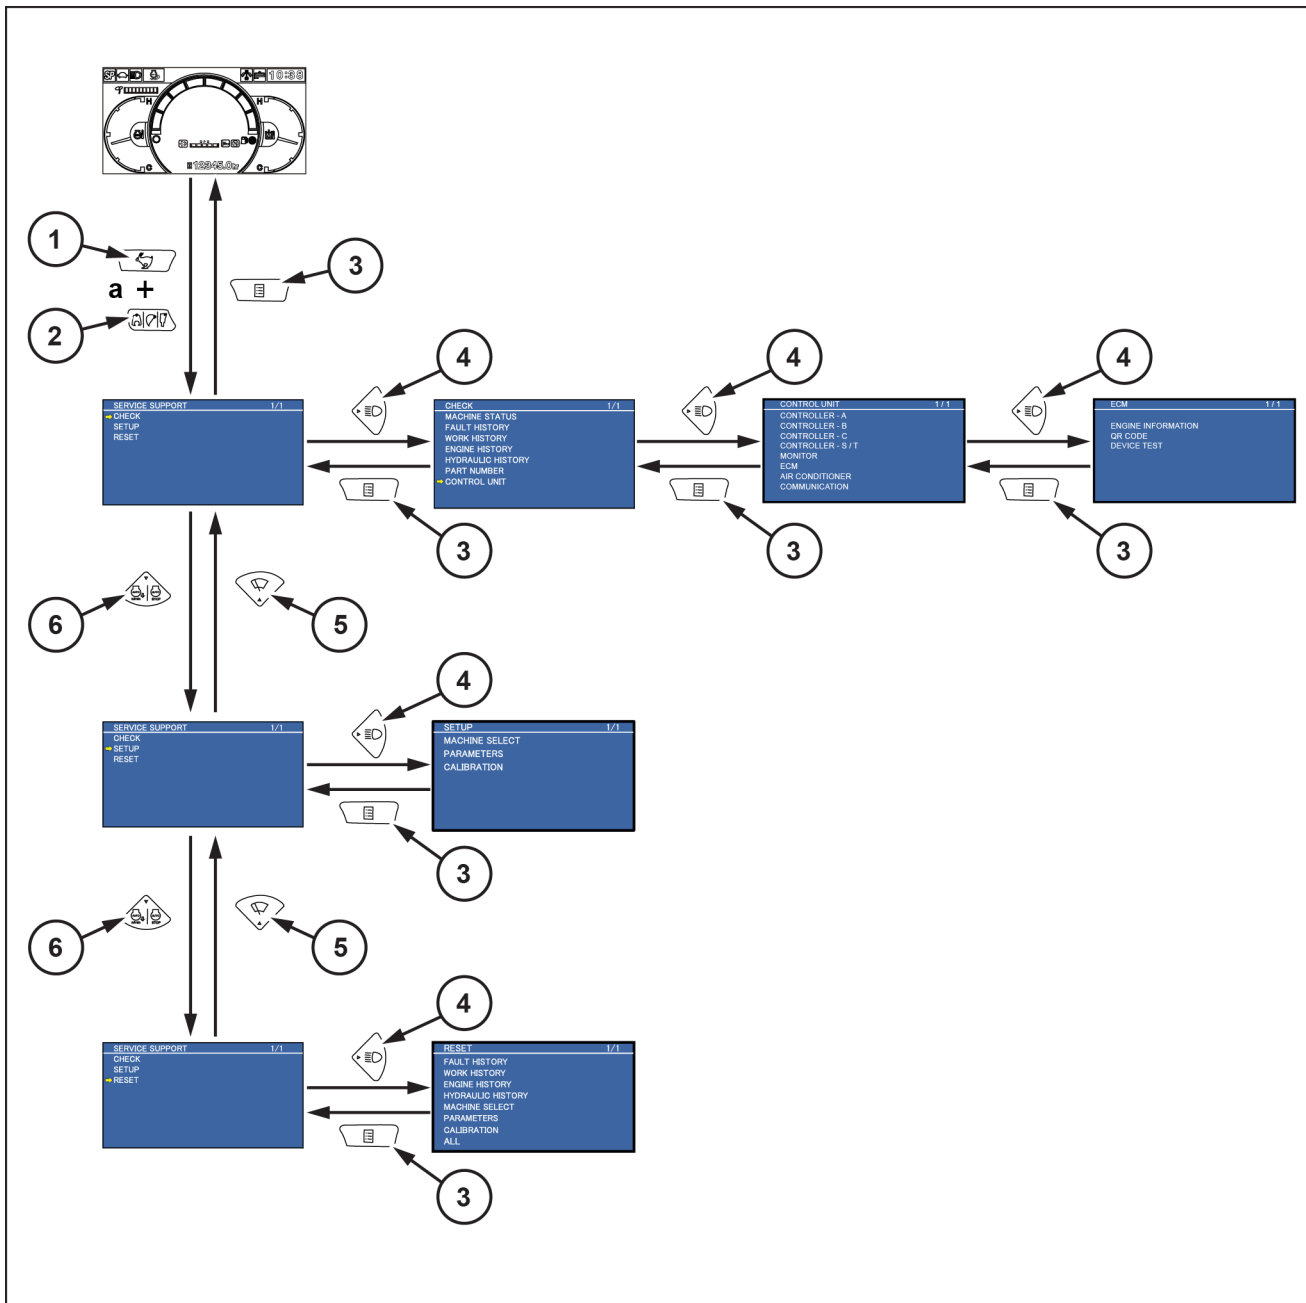 SP 10:38
H H
C C
12345.0hr
1
a +
2
3
4
4
4
SERVICE SUPPORT 1/1
CHECK
SETUP
RESET
CHECK 1/1
MACHINE STATUS
FAULT HISTORY
WORK HISTORY
ENGINE HISTORY
HYDRAULIC HISTORY
PART NUMBER
CONTROL UNIT
CONTROL UNIT 1 / 1
CONTROLLER - A
CONTROLLER - B
CONTROLLER - C
CONTROLLER - S / T
MONITOR
ECM
AIR CONDITIONER
COMMUNICATION
ECM 1 / 1
ENGINE INFORMATION
QR CODE
DEVICE TEST
3
3
3
6
5
4
SERVICE SUPPORT 1/1
CHECK
SETUP
RESET
SETUP 1/1
MACHINE SELECT
PARAMETERS
CALIBRATION
3
6
5
4
SERVICE SUPPORT 1/1
CHECK
SETUP
RESET
RESET 1/1
FAULT HISTORY
WORK HISTORY
ENGINE HISTORY
HYDRAULIC HISTORY
MACHINE SELECT
PARAMETERS
CALIBRATION
ALL
3